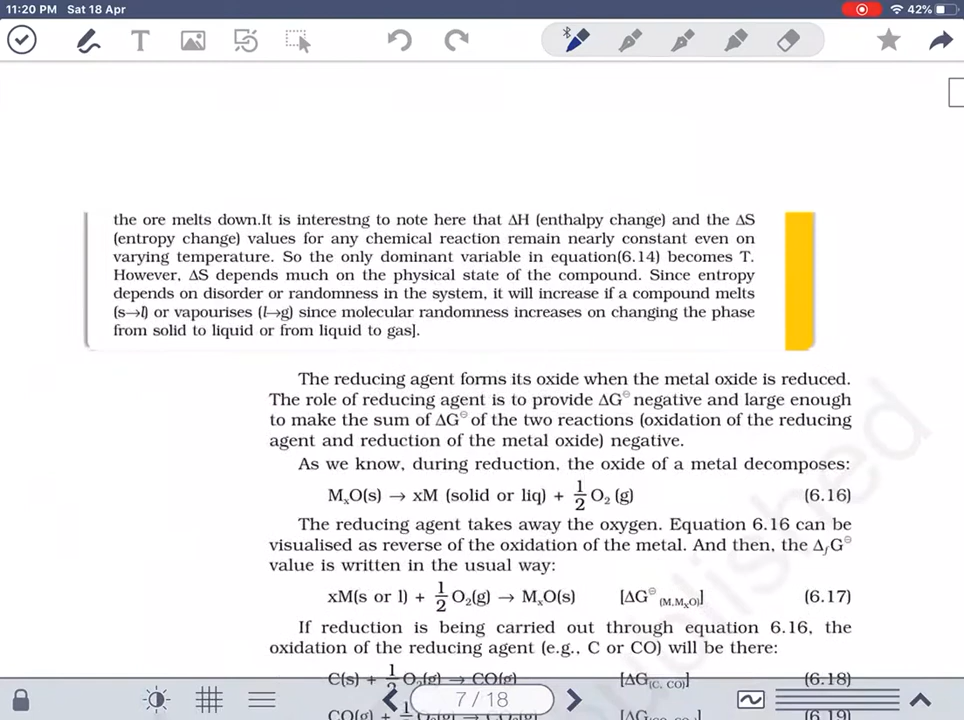 11:20 PM Sat 18 Apr 42%
T
the ore melts down.It is interestng to note here that ΔH (enthalpy change) and the ΔS
(entropy change) values for any chemical reaction remain nearly constant even on
varying temperature. So the only dominant variable in equation(6.14) becomes T.
However, ΔS depends much on the physical state of the compound. Since entropy
depends on disorder or randomness in the system, it will increase if a compound melts
(s→l) or vapourises (l→g) since molecular randomness increases on changing the phase
from solid to liquid or from liquid to gas].
The reducing agent forms its oxide when the metal oxide is reduced.
The role of reducing agent is to provide ΔG⊖ negative and large enough
to make the sum of ΔG⊖ of the two reactions (oxidation of the reducing
agent and reduction of the metal oxide) negative.
As we know, during reduction, the oxide of a metal decomposes:
MₓO(s) → xM (solid or liq) + 1/2 O₂ (g) (6.16)
The reducing agent takes away the oxygen. Equation 6.16 can be
visualised as reverse of the oxidation of the metal. And then, the ΔfG⊖
value is written in the usual way:
xM(s or l) + 1/2 O₂(g) → MₓO(s) [ΔG⊖(M,MₓO)] (6.17)
If reduction is being carried out through equation 6.16, the
oxidation of the reducing agent (e.g., C or CO) will be there:
C(s) + 1/2 O₂(g) → CO(g) [ΔG(C, CO)] (6.18)
7 / 18